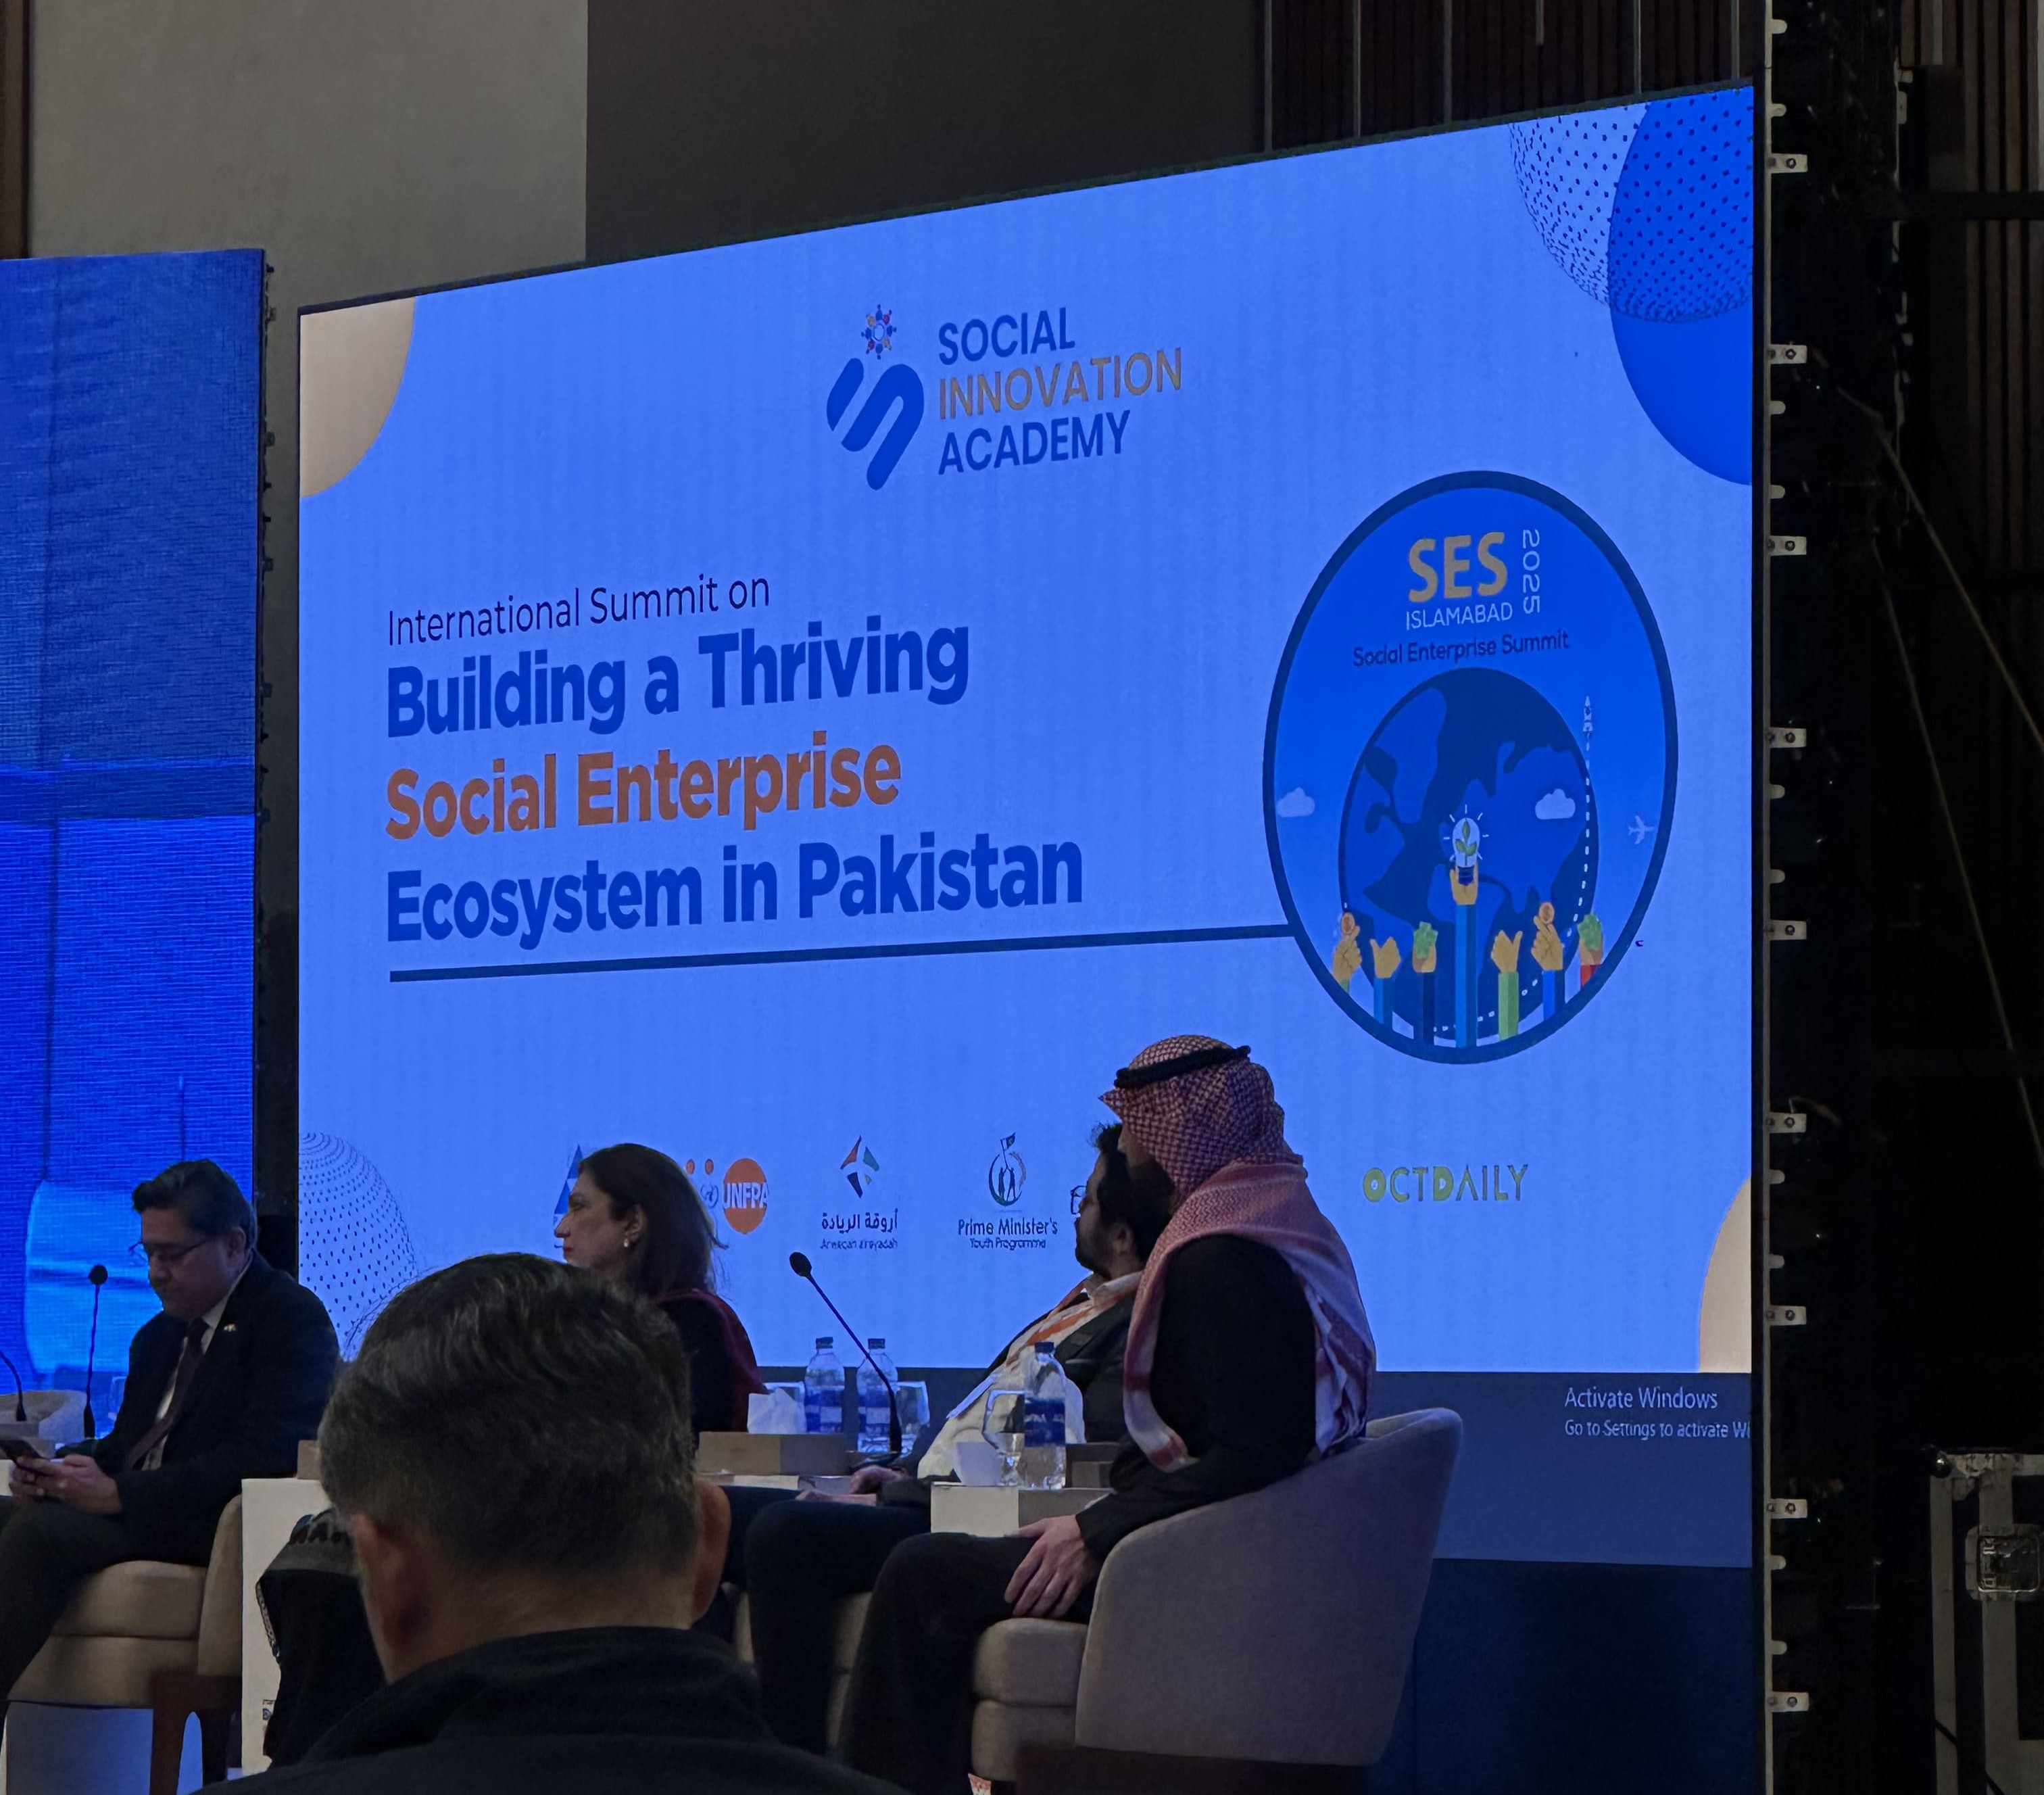 SOCIAL
INNOVATION
ACADEMY
SES 2025
ISLAMABAD
Social Enterprise Summit
International Summit on
Building a Thriving
Social Enterprise
Ecosystem in Pakistan
UNFPA
أروقة الريادة
Prime Minister's
Youth Programme
OCTDAILY
Activate Windows
Go to Settings to activate Wi